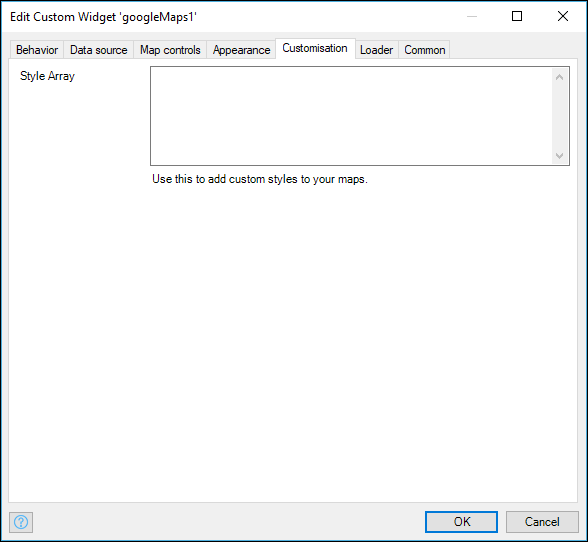 Edit Custom Widget 'googleMaps1'
Behavior Data source Map controls Appearance Customisation Loader Common
Style Array
Use this to add custom styles to your maps.
?
OK Cancel